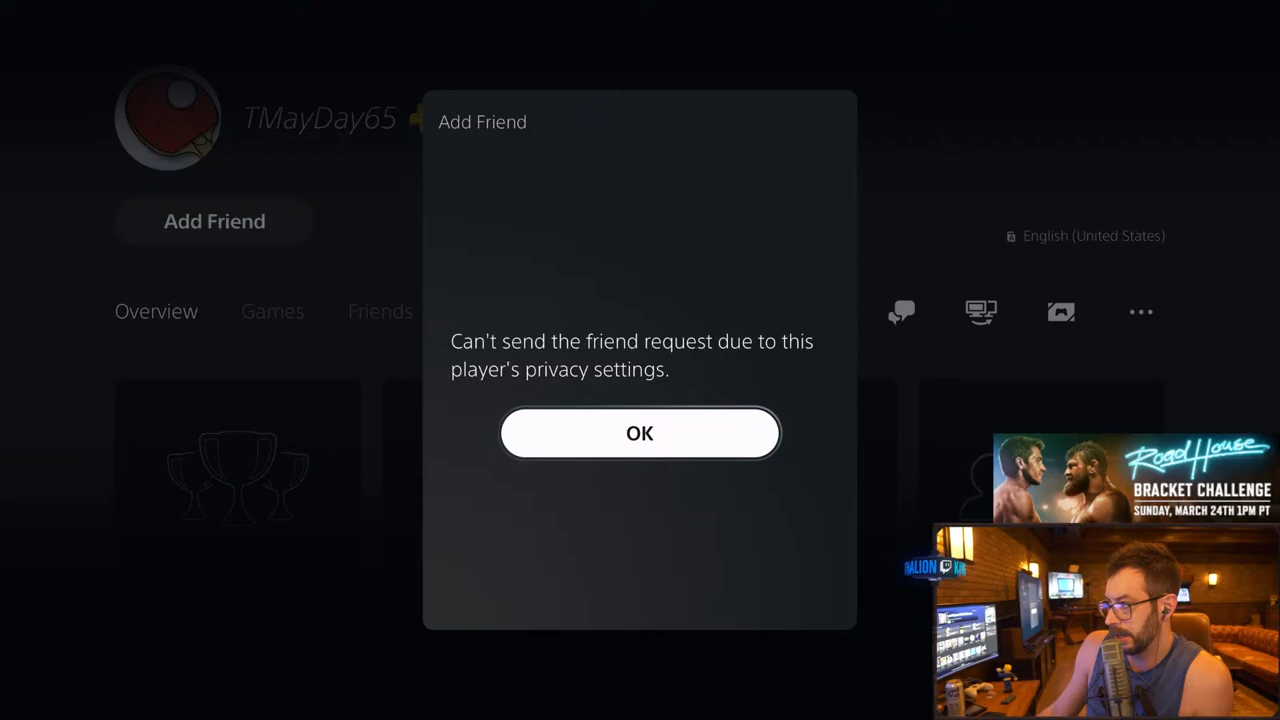 TMayDay65
Add Friend
Add Friend
English (United States)
Overview
Games
Friends
Can't send the friend request due to this
player's privacy settings.
OK
Road House
BRACKET CHALLENGE
SUNDAY, MARCH 24TH 1PM PT